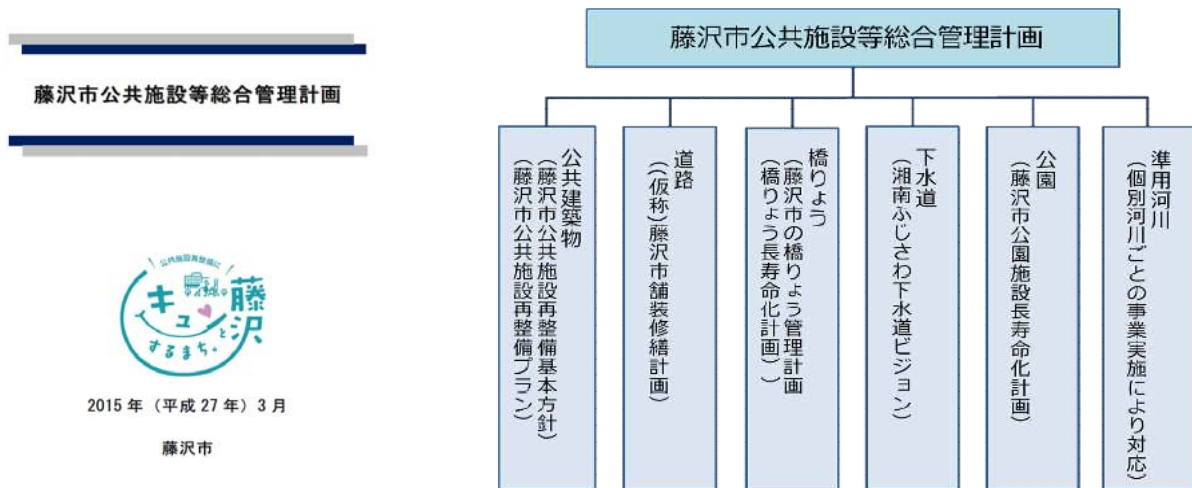 藤沢市公共施設等総合管理計画
公共施設再整備に
キュンとするまち。
藤沢
2015年（平成27年）3月
藤沢市
藤沢市公共施設等総合管理計画
公共建築物
（藤沢市公共施設再整備基本方針）
（藤沢市公共施設再整備プラン）
道路
（（仮称）藤沢市舗装修繕計画）
橋りょう
（藤沢市の橋りょう管理計画
（橋りょう長寿命化計画））
下水道
（湘南ふじさわ下水道ビジョン）
公園
（藤沢市公園施設長寿命化計画）
準用河川
（個別河川ごとの事業実施により対応）